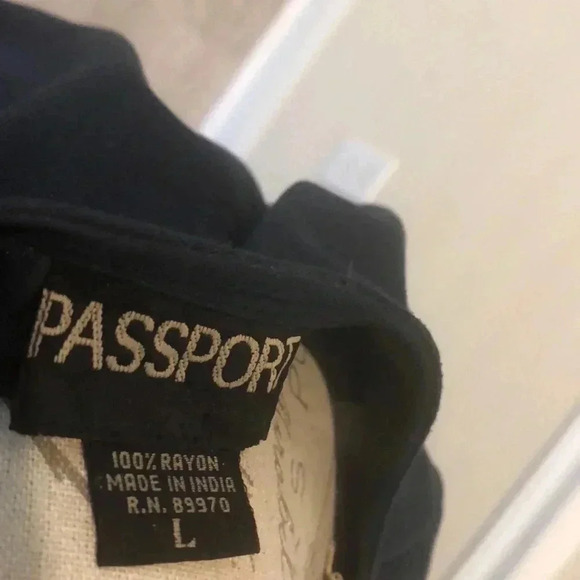 PASSPORT
100% RAYON
MADE IN INDIA
R.N. 89970
L